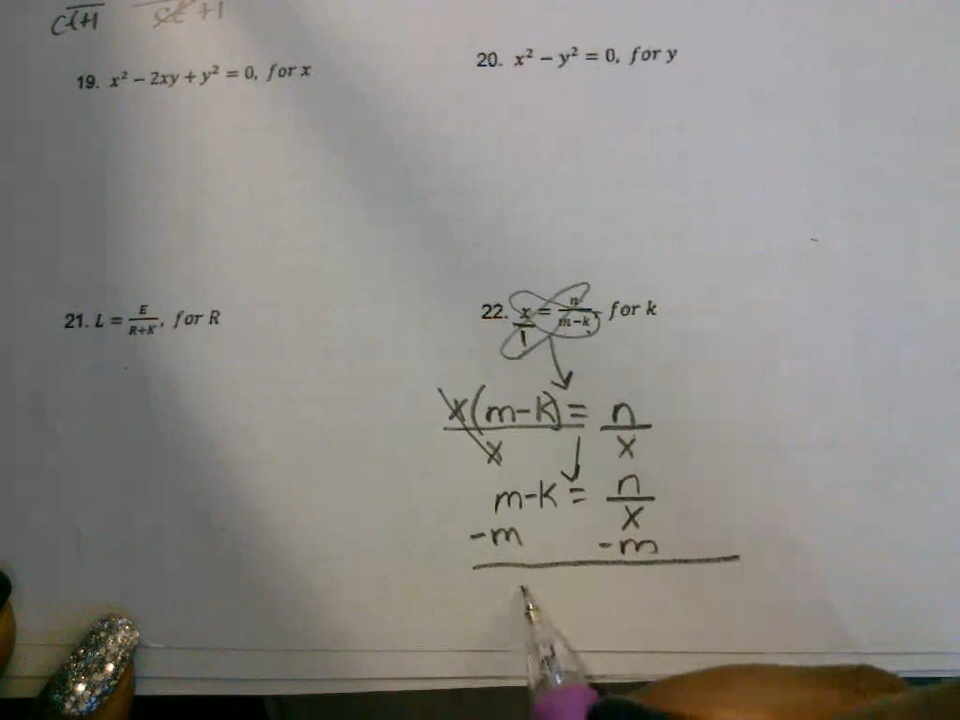 19. x² − 2xy + y² = 0, for x
20. x² − y² = 0, for y
21. L = E/(R+K), for R
22. x/1 = n/(m−k), for k
x(m-k)/x = n/x
m-k = n/x
-m -m